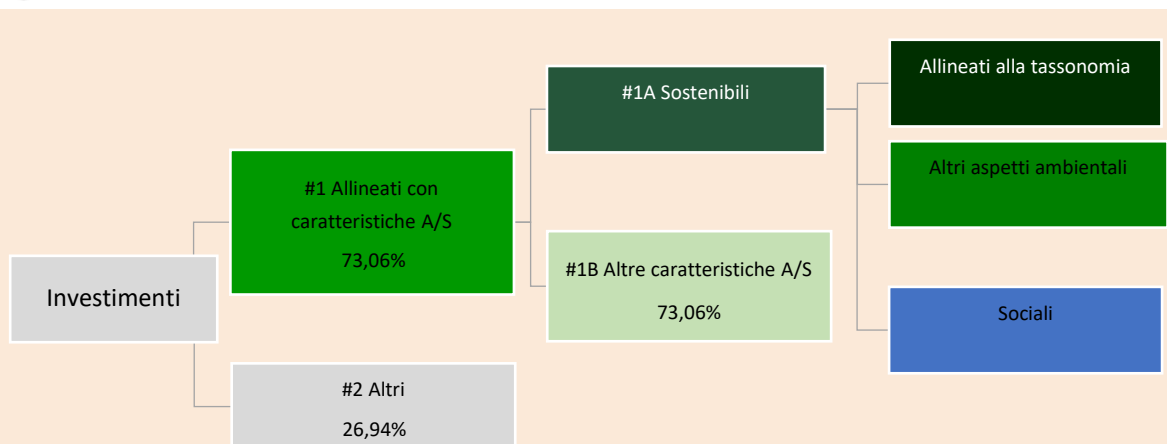 Investimenti
#1 Allineati con
caratteristiche A/S
73,06%
#2 Altri
26,94%
#1A Sostenibili
#1B Altre caratteristiche A/S
73,06%
Allineati alla tassonomia
Altri aspetti ambientali
Sociali